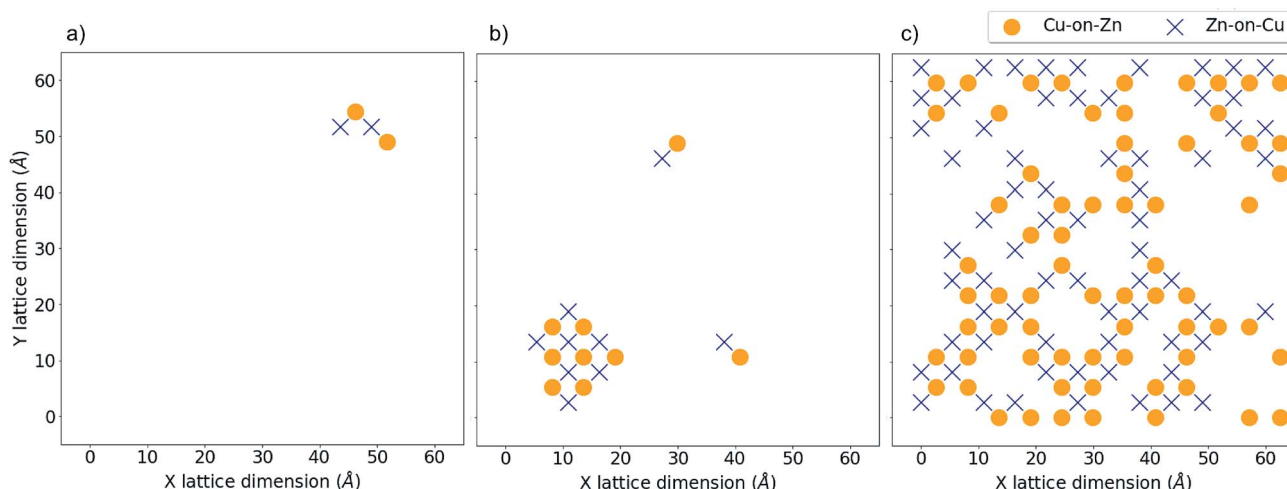 a)
b)
c)
Cu-on-Zn
Zn-on-Cu
Y lattice dimension (Å)
60
50
40
30
20
10
0
0 10 20 30 40 50 60
0 10 20 30 40 50 60
0 10 20 30 40 50 60
X lattice dimension (Å)
X lattice dimension (Å)
X lattice dimension (Å)